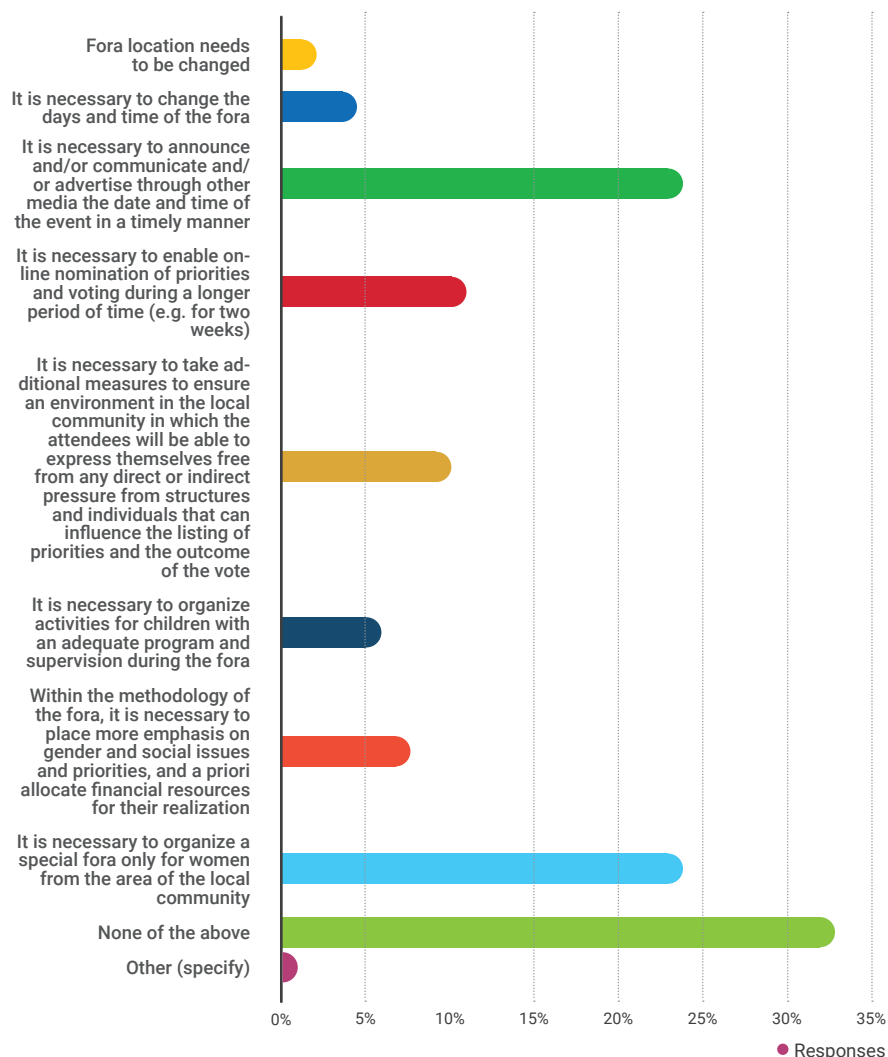 Fora location needs
to be changed
It is necessary to change the
days and time of the fora
It is necessary to announce
and/or communicate and/
or advertise through other
media the date and time of
the event in a timely manner
It is necessary to enable on-
line nomination of priorities
and voting during a longer
period of time (e.g. for two
weeks)
It is necessary to take ad-
ditional measures to ensure
an environment in the local
community in which the
attendees will be able to
express themselves free
from any direct or indirect
pressure from structures
and individuals that can
influence the listing of
priorities and the outcome
of the vote
It is necessary to organize
activities for children with
an adequate program and
supervision during the fora
Within the methodology of
the fora, it is necessary to
place more emphasis on
gender and social issues
and priorities, and a priori
allocate financial resources
for their realization
It is necessary to organize a
special fora only for women
from the area of the local
community
None of the above
Other (specify)
0% 5% 10% 15% 20% 25% 30% 35%
Responses